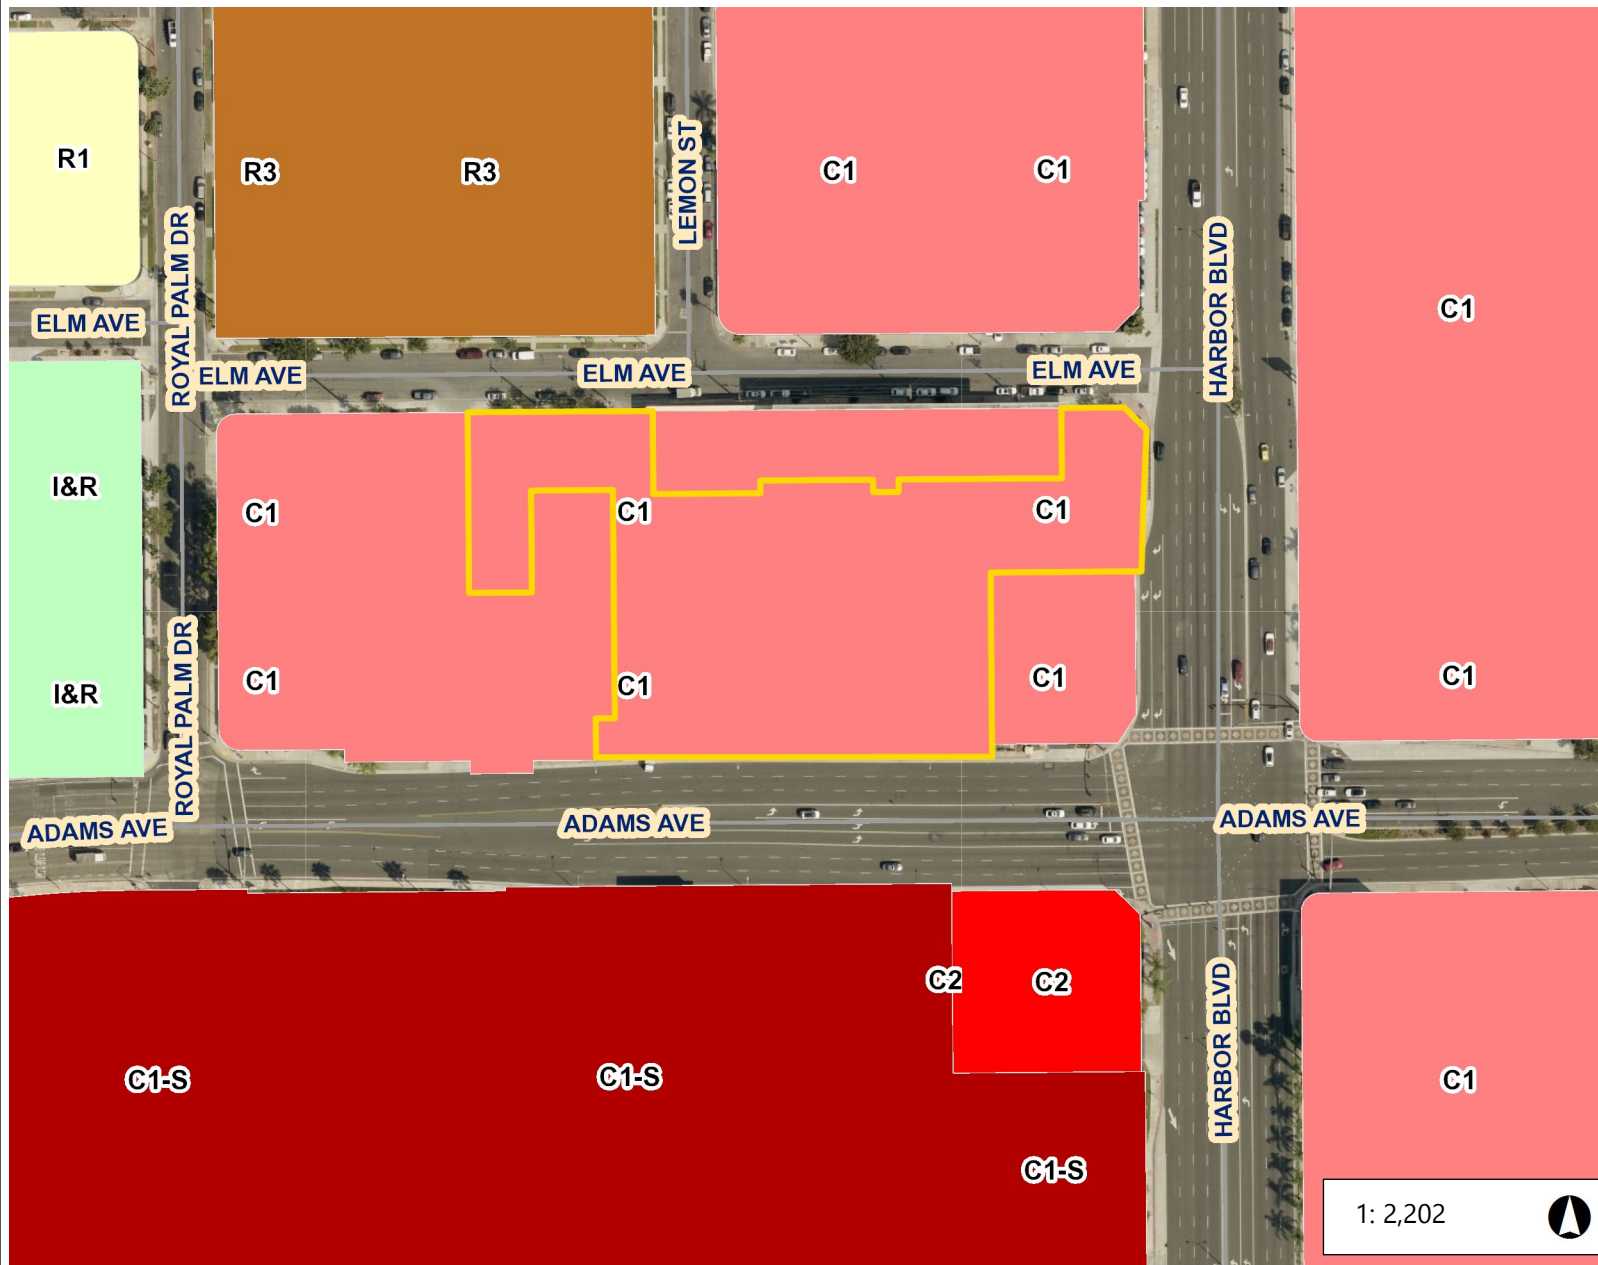 R1
R3
R3
LEMON ST
C1
C1
ROYAL PALM DR
HARBOR BLVD
C1
ELM AVE
ELM AVE
ELM AVE
ELM AVE
I&R
C1
C1
C1
I&R
C1
C1
C1
C1
ROYAL PALM DR
ADAMS AVE
ADAMS AVE
ADAMS AVE
C2
C2
C1-S
C1-S
HARBOR BLVD
C1
C1-S
1: 2,202